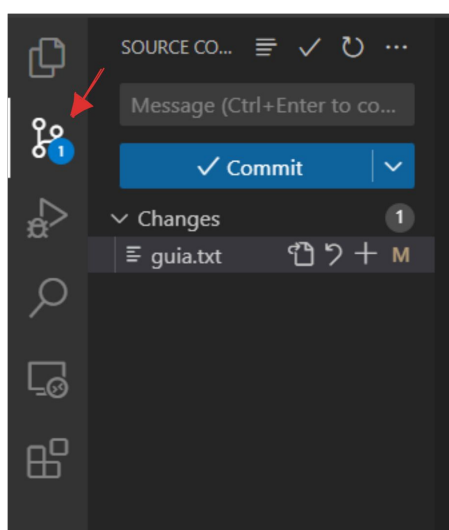 SOURCE CO...
Message (Ctrl+Enter to co...
1
Commit
Changes 1
guia.txt M